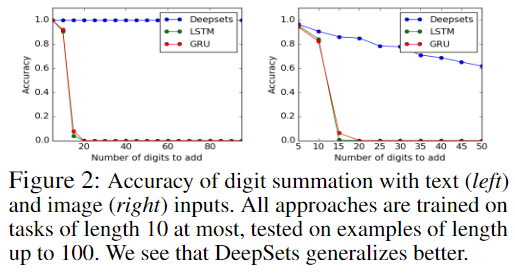 1.0
0.8
0.6
0.4
0.2
0.0
Accuracy
20 40 60 80
Number of digits to add
Deepsets
LSTM
GRU
1.0
0.8
0.6
0.4
0.2
0.0
Accuracy
5 10 15 20 25 30 35 40 45 50
Number of digits to add
Deepsets
LSTM
GRU
Figure 2: Accuracy of digit summation with text (left)
and image (right) inputs. All approaches are trained on
tasks of length 10 at most, tested on examples of length
up to 100. We see that DeepSets generalizes better.